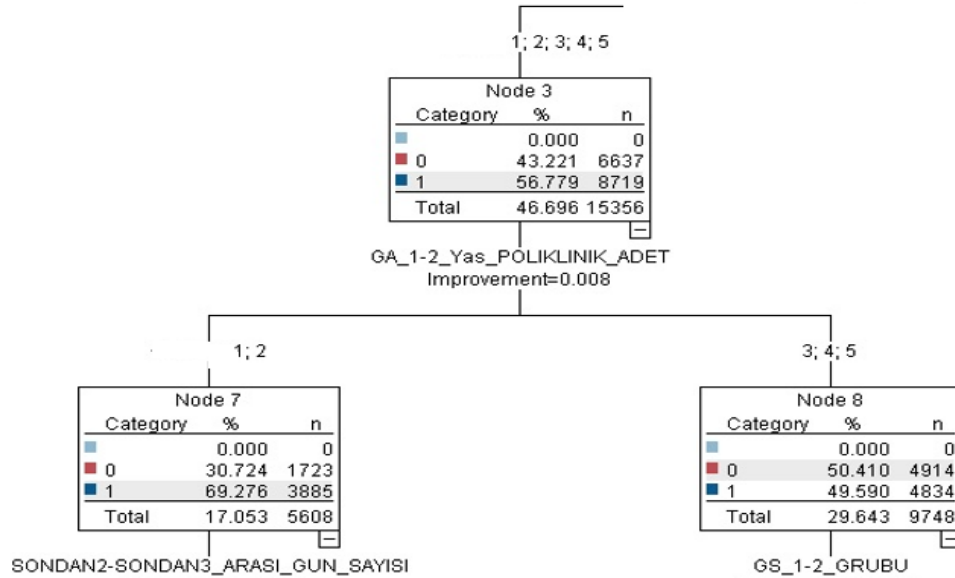 1; 2; 3; 4; 5
Node 3
Category % n
0.000 0
0 43.221 6637
1 56.779 8719
Total 46.696 15356
GA_1-2_Yas_POLIKLINIK_ADET
Improvement=0.008
1; 2
Node 7
Category % n
0.000 0
0 30.724 1723
1 69.276 3885
Total 17.053 5608
SONDAN2-SONDAN3_ARASI_GUN_SAYISI
3; 4; 5
Node 8
Category % n
0.000 0
0 50.410 4914
1 49.590 4834
Total 29.643 9748
GS_1-2_GRUBU